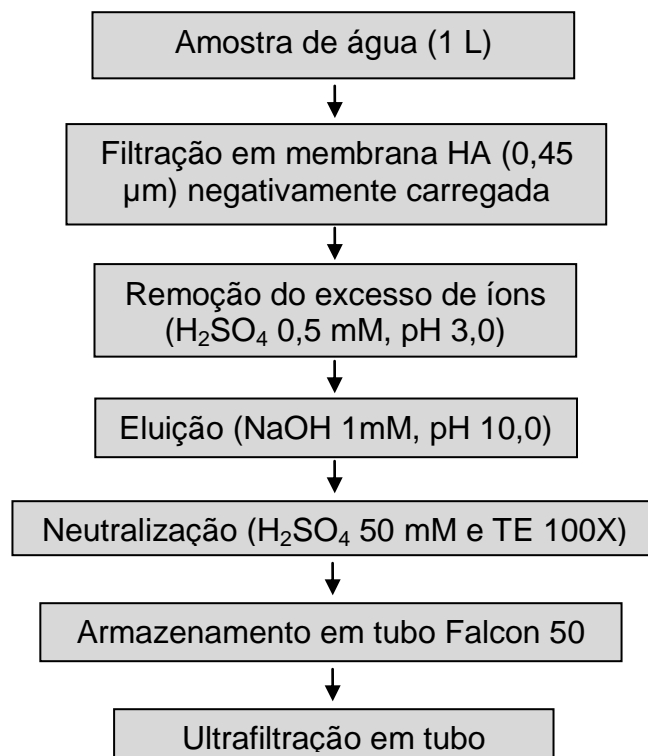 Amostra de água (1 L)
Filtração em membrana HA (0,45
µm) negativamente carregada
Remoção do excesso de íons
(H₂SO₄ 0,5 mM, pH 3,0)
Eluição (NaOH 1mM, pH 10,0)
Neutralização (H₂SO₄ 50 mM e TE 100X)
Armazenamento em tubo Falcon 50
Ultrafiltração em tubo